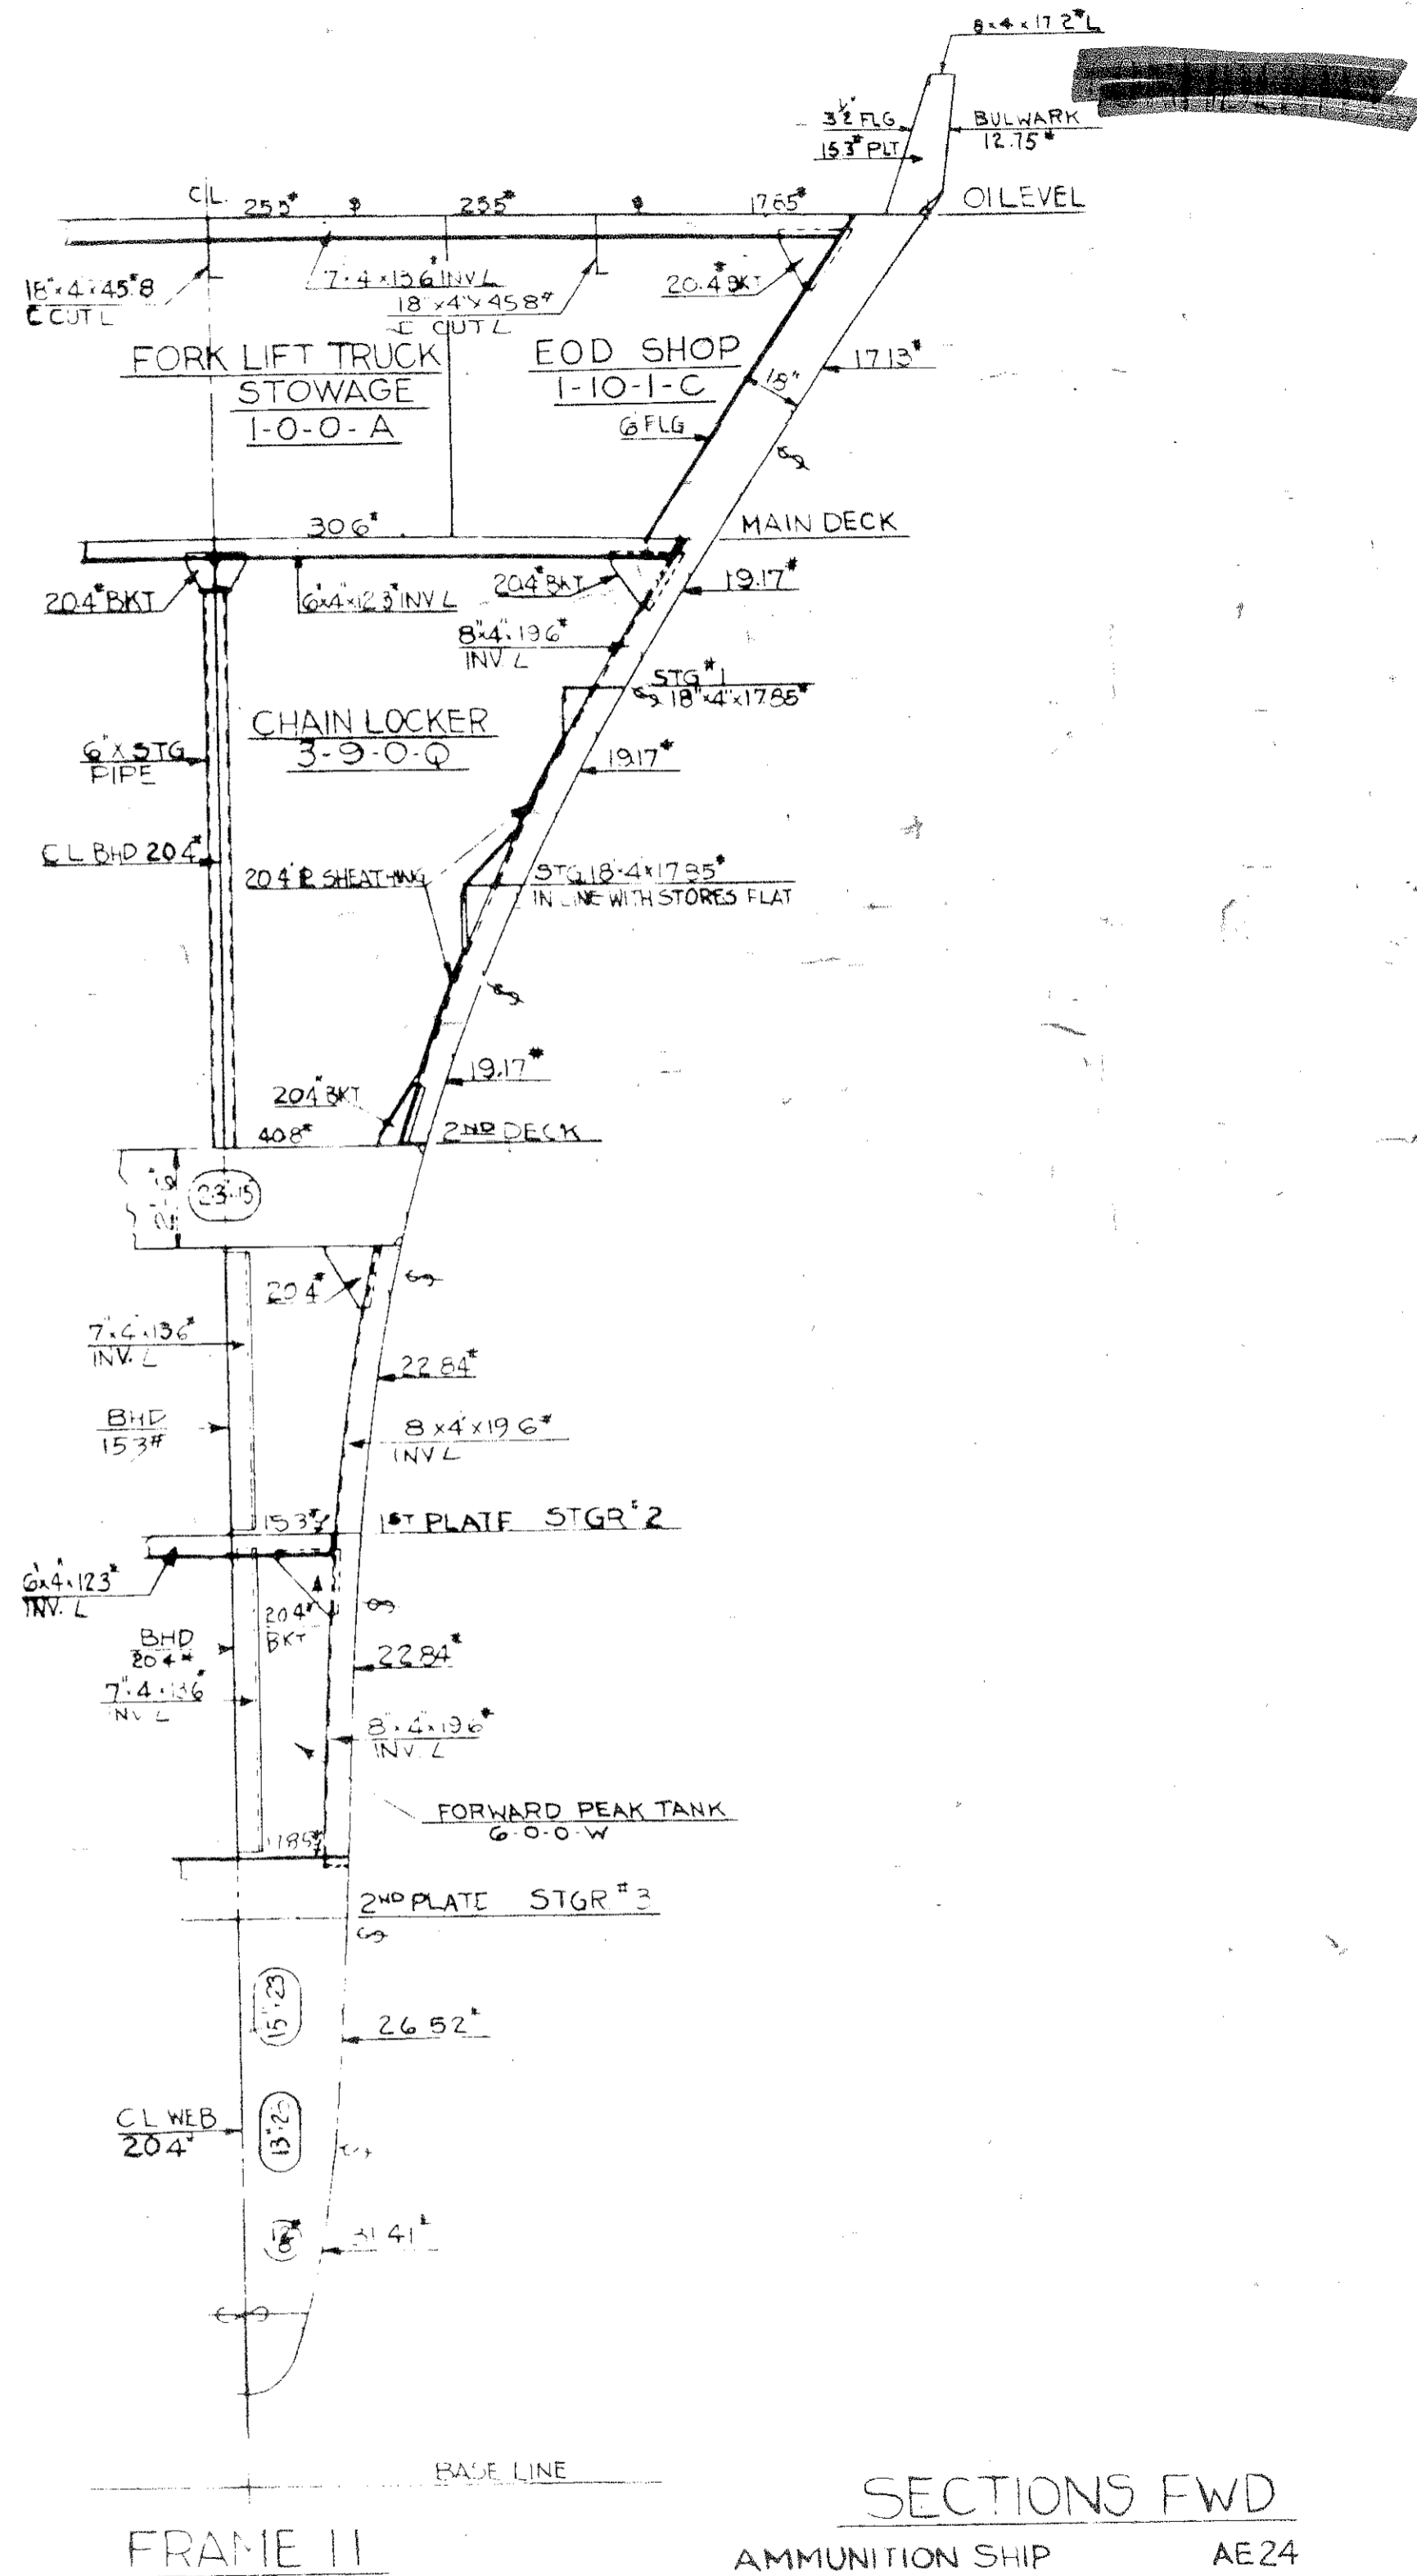 8×4×17.2# L
3½" FLG
15.3# PLT
BULWARK
12.75#
OI LEVEL
CL
25.5#
25.5#
17.85#
18"×4"×45.8
C CUT L
7×4×13.6# INV L
18"×4"×45.8#
C CUT L
20.4# BKT
FORK LIFT TRUCK
STOWAGE
1-0-0-A
EOD SHOP
1-10-1-C
6 FLG
18"
17.13#
30.6#
MAIN DECK
20.4# BKT
6"×4"×12.3# INV L
20.4# BKT
19.17#
8"×4"×19.6#
INV. L
STG #1
18"×4"×17.85#
CHAIN LOCKER
3-9-0-Q
6" X STG
PIPE
19.17#
CL BHD 20.4#
20.4# PL SHEATHING
STG 18×4×17.85#
IN LINE WITH STORES FLAT
19.17#
20.4# BKT
40.8#
2ND DECK
23"×15"
20.4#
7"×4×13.6#
INV. L
22.84#
BHD
15.3#
8×4×19.6#
INV L
15.3#
1ST PLATE STGR #2
6"×4"×12.3#
INV. L
20.4#
BKT
BHD
20.4#
22.84#
7"×4×13.6
INV L
8"×4"×19.6#
INV. L
FORWARD PEAK TANK
6-0-0-W
2ND PLATE STGR #3
15"×23
26.52#
CL WEB
20.4#
31.41#
BASE LINE
SECTIONS FWD
FRAME 11
AMMUNITION SHIP AE24